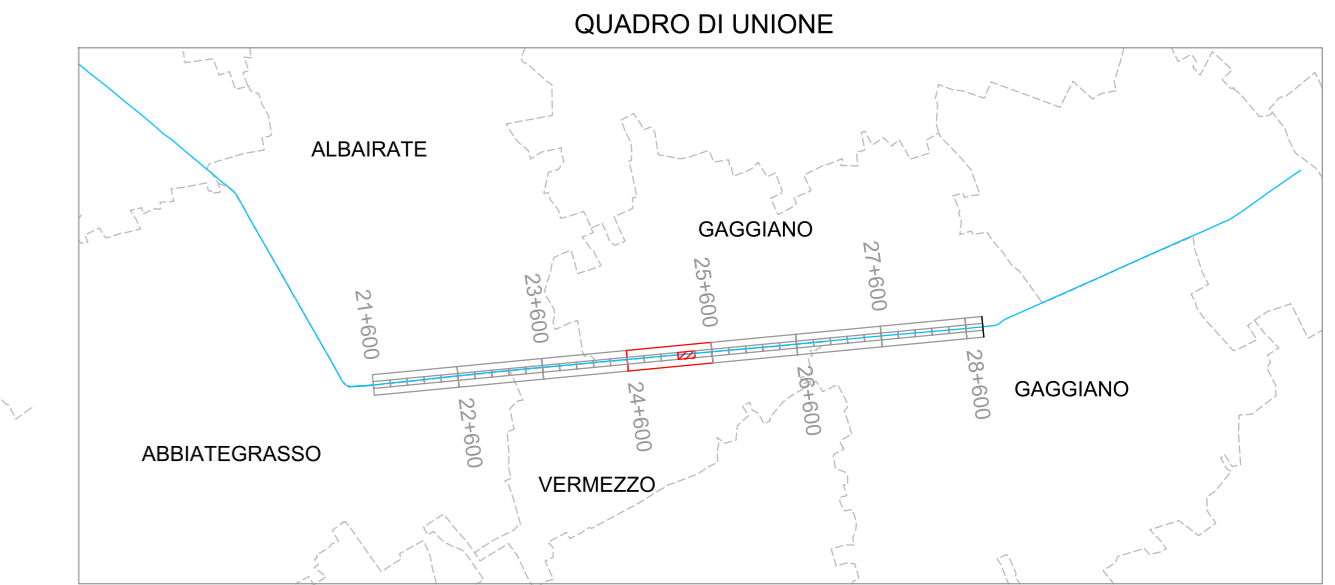 QUADRO DI UNIONE
ALBAIRATE
GAGGIANO
21+600
23+600
25+600
27+600
22+600
24+600
26+600
28+600
GAGGIANO
ABBIATEGRASSO
VERMEZZO